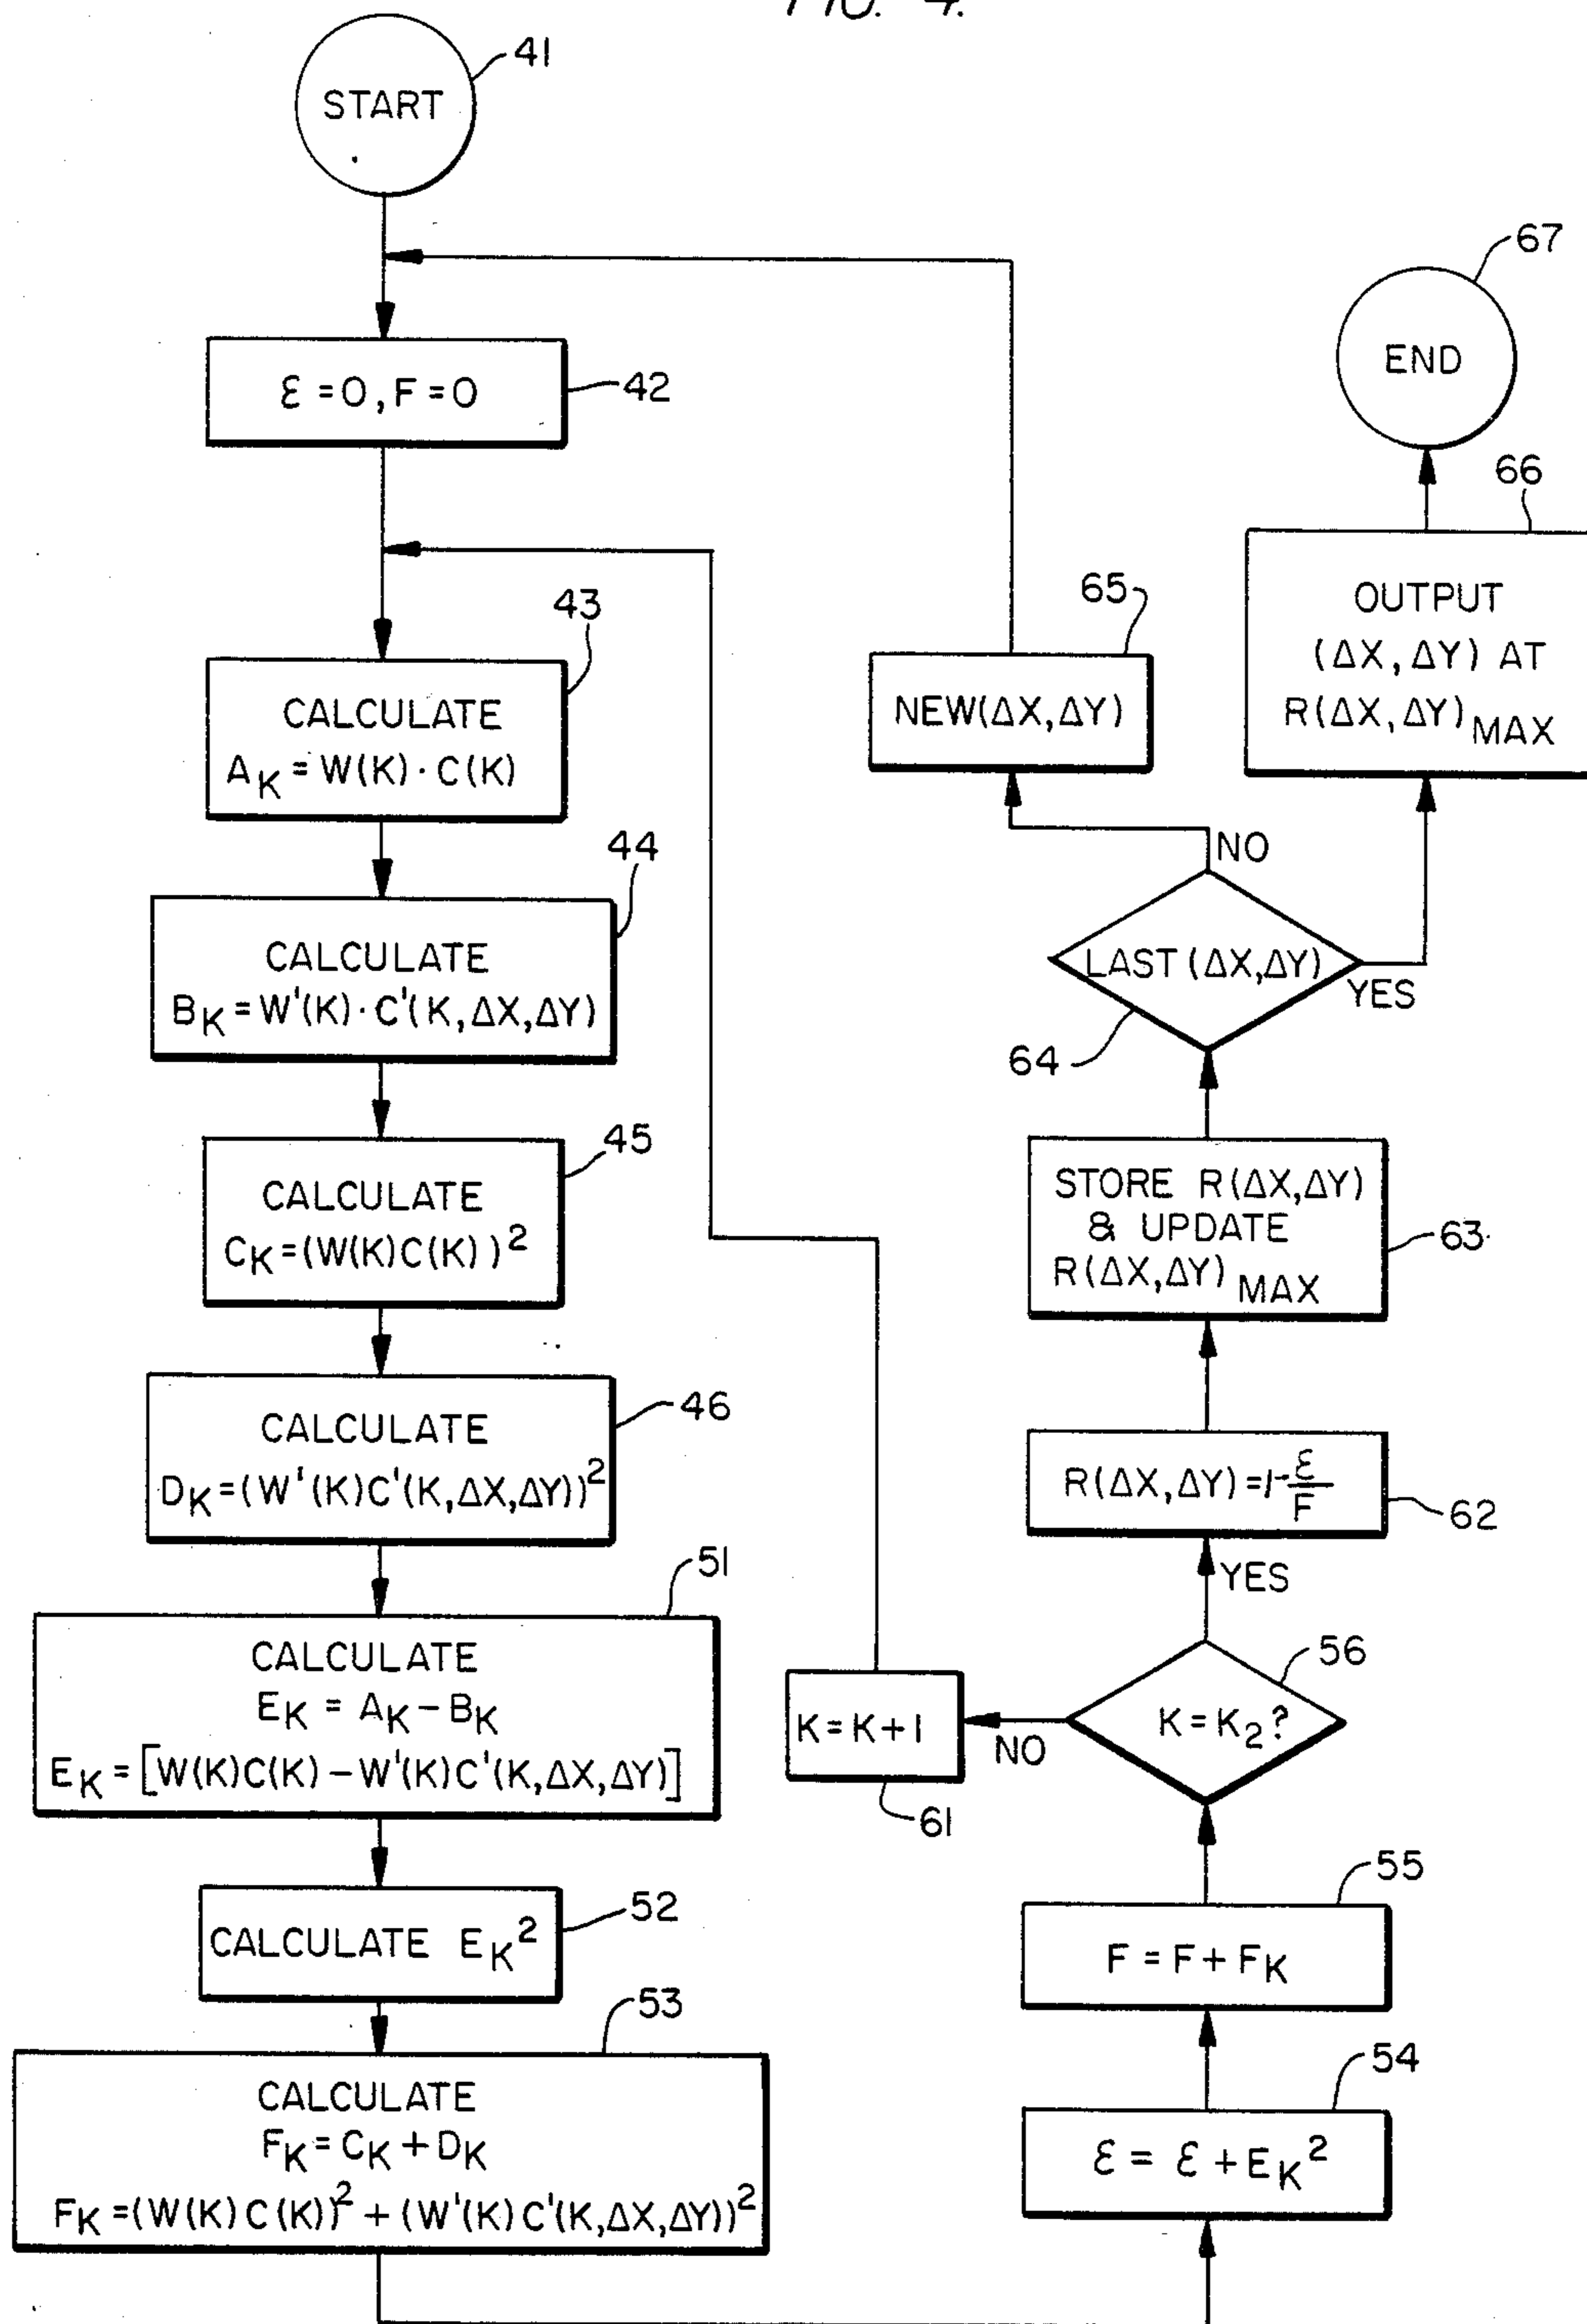 FIG. 4.
START
41
ε = 0, F = 0
42
43
CALCULATE
A_K = W(K) · C(K)
44
CALCULATE
B_K = W'(K) · C'(K, ΔX, ΔY)
45
CALCULATE
C_K = (W(K)C(K))²
46
CALCULATE
D_K = (W'(K)C'(K, ΔX, ΔY))²
51
CALCULATE
E_K = A_K − B_K
E_K = [W(K)C(K) − W'(K)C'(K, ΔX, ΔY)]
52
CALCULATE E_K²
53
CALCULATE
F_K = C_K + D_K
F_K = (W(K)C(K))² + (W'(K)C'(K, ΔX, ΔY))²
54
ε = ε + E_K²
55
F = F + F_K
56
K = K₂?
NO
K = K + 1
61
YES
R(ΔX, ΔY) = 1 - ε/F
62
STORE R(ΔX, ΔY)
& UPDATE
R(ΔX, ΔY) MAX
63
LAST (ΔX, ΔY)
64
NO
YES
65
NEW(ΔX, ΔY)
66
OUTPUT
(ΔX, ΔY) AT
R(ΔX, ΔY) MAX
END
67